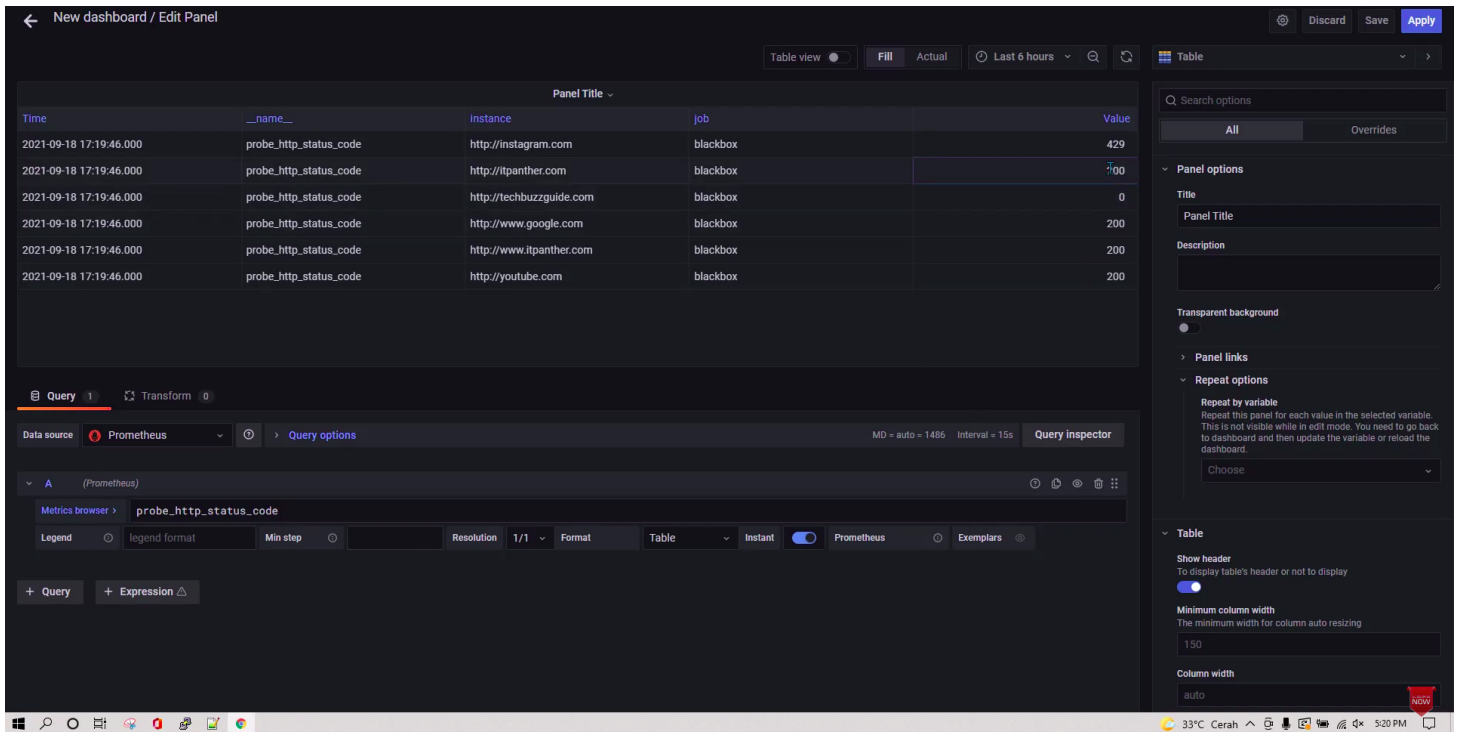 New dashboard / Edit Panel
Discard Save Apply
Table view Fill Actual Last 6 hours Table
Panel Title
Time __name__ instance job Value
2021-09-18 17:19:46.000 probe_http_status_code http://instagram.com blackbox 429
2021-09-18 17:19:46.000 probe_http_status_code http://itpanther.com blackbox
2021-09-18 17:19:46.000 probe_http_status_code http://techbuzzguide.com blackbox 0
2021-09-18 17:19:46.000 probe_http_status_code http://www.google.com blackbox 200
2021-09-18 17:19:46.000 probe_http_status_code http://www.itpanther.com blackbox 200
2021-09-18 17:19:46.000 probe_http_status_code http://youtube.com blackbox 200
Query 1 Transform 0
Data source Prometheus > Query options MD = auto = 1486 Interval = 15s Query inspector
A (Prometheus)
Metrics browser > probe_http_status_code
Legend legend format Min step Resolution 1/1 Format Table Instant Prometheus Exemplars
+ Query + Expression
Search options
All Overrides
Panel options
Title
Panel Title
Description
Transparent background
Panel links
Repeat options
Repeat by variable
Repeat this panel for each value in the selected variable.
This is not visible while in edit mode. You need to go back
to dashboard and then update the variable or reload the
dashboard.
Choose
Table
Show header
To display table's header or not to display
Minimum column width
The minimum width for column auto resizing
150
Column width
auto
NOW
33°C Cerah 5:20 PM